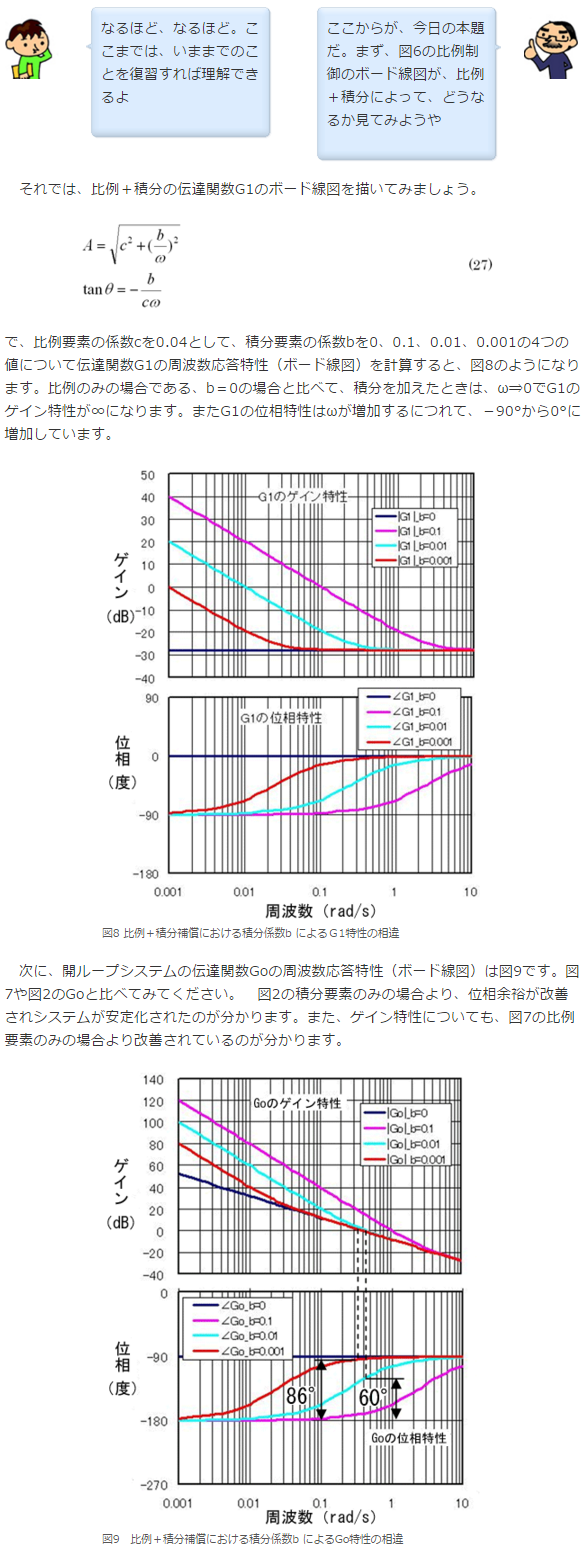 なるほど、なるほど。こ
こまでは、いままでのこ
とを復習すれば理解でき
るよ
ここからが、今日の本題
だ。まず、図6の比例制
御のボード線図が、比例
＋積分によって、どうな
るか見てみようや
それでは、比例＋積分の伝達関数G1のボード線図を描いてみましょう。
A = √(c² + (b/ω)²)
tanθ = − b/cω
(27)
で、比例要素の係数cを0.04として、積分要素の係数bを0、0.1、0.01、0.001の4つの
値について伝達関数G1の周波数応答特性（ボード線図）を計算すると、図8のようになり
ます。比例のみの場合である、b＝0の場合と比べて、積分を加えたときは、ω⇒0でG1の
ゲイン特性が∞になります。またG1の位相特性はωが増加するにつれて、－90°から0°に
増加しています。
G1のゲイン特性
|G1|_b=0
|G1|_b=0.1
|G1|_b=0.01
|G1|_b=0.001
ゲイン
（dB）
50
40
30
20
10
0
-10
-20
-30
-40
G1の位相特性
∠G1_b=0
∠G1_b=0.1
∠G1_b=0.01
∠G1_b=0.001
位相
（度）
90
0
-90
-180
0.001 0.01 0.1 1 10
周波数（rad/s）
図8 比例＋積分補償における積分係数b によるG1特性の相違
次に、開ループシステムの伝達関数Goの周波数応答特性（ボード線図）は図9です。図
7や図2のGoと比べてみてください。　図2の積分要素のみの場合より、位相余裕が改善
されシステムが安定化されたのが分かります。また、ゲイン特性についても、図7の比例
要素のみの場合より改善されているのが分かります。
Goのゲイン特性
|Go|_b=0
|Go|_b=0.1
|Go|_b=0.01
|Go|_b=0.001
ゲイン
（dB）
140
120
100
80
60
40
20
0
-20
-40
∠Go_b=0
∠Go_b=0.1
∠Go_b=0.01
∠Go_b=0.001
86°
60°
Goの位相特性
位相
（度）
0
-90
-180
-270
0.001 0.01 0.1 1 10
周波数（rad/s）
図9　比例＋積分補償における積分係数b によるGo特性の相違